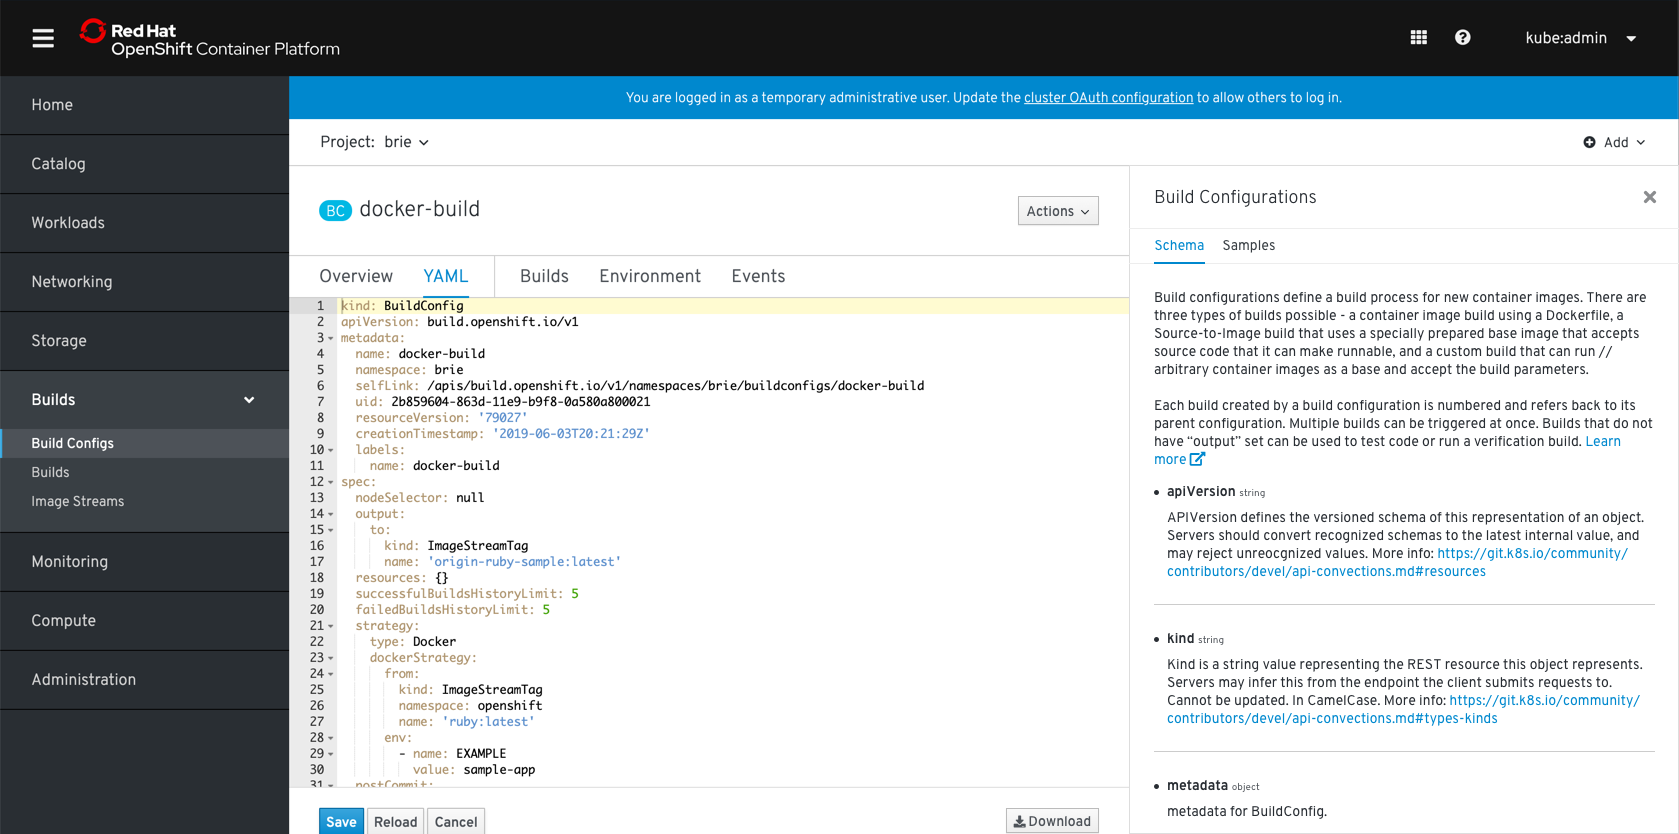 Red Hat
OpenShift Container Platform
kube:admin
Home
Catalog
Workloads
Networking
Storage
Builds
Build Configs
Builds
Image Streams
Monitoring
Compute
Administration
You are logged in as a temporary administrative user. Update the cluster OAuth configuration to allow others to log in.
Project: brie
Add
BC docker-build
Actions
Overview YAML Builds Environment Events
1 kind: BuildConfig
2 apiVersion: build.openshift.io/v1
3 metadata:
4 name: docker-build
5 namespace: brie
6 selfLink: /apis/build.openshift.io/v1/namespaces/brie/buildconfigs/docker-build
7 uid: 2b859604-863d-11e9-b9f8-0a580a800021
8 resourceVersion: '79027'
9 creationTimestamp: '2019-06-03T20:21:29Z'
10 labels:
11 name: docker-build
12 spec:
13 nodeSelector: null
14 output:
15 to:
16 kind: ImageStreamTag
17 name: 'origin-ruby-sample:latest'
18 resources: {}
19 successfulBuildsHistoryLimit: 5
20 failedBuildsHistoryLimit: 5
21 strategy:
22 type: Docker
23 dockerStrategy:
24 from:
25 kind: ImageStreamTag
26 namespace: openshift
27 name: 'ruby:latest'
28 env:
29 - name: EXAMPLE
30 value: sample-app
31 postCommit:
Save Reload Cancel
Download
Build Configurations
Schema Samples
Build configurations define a build process for new container images. There are
three types of builds possible - a container image build using a Dockerfile, a
Source-to-Image build that uses a specially prepared base image that accepts
source code that it can make runnable, and a custom build that can run //
arbitrary container images as a base and accept the build parameters.
Each build created by a build configuration is numbered and refers back to its
parent configuration. Multiple builds can be triggered at once. Builds that do not
have “output” set can be used to test code or run a verification build. Learn
more
• apiVersion string
APIVersion defines the versioned schema of this representation of an object.
Servers should convert recognized schemas to the latest internal value, and
may reject unreocgnized values. More info: https://git.k8s.io/community/
contributors/devel/api-convections.md#resources
• kind string
Kind is a string value representing the REST resource this object represents.
Servers may infer this from the endpoint the client submits requests to.
Cannot be updated. In CamelCase. More info: https://git.k8s.io/community/
contributors/devel/api-convections.md#types-kinds
• metadata object
metadata for BuildConfig.